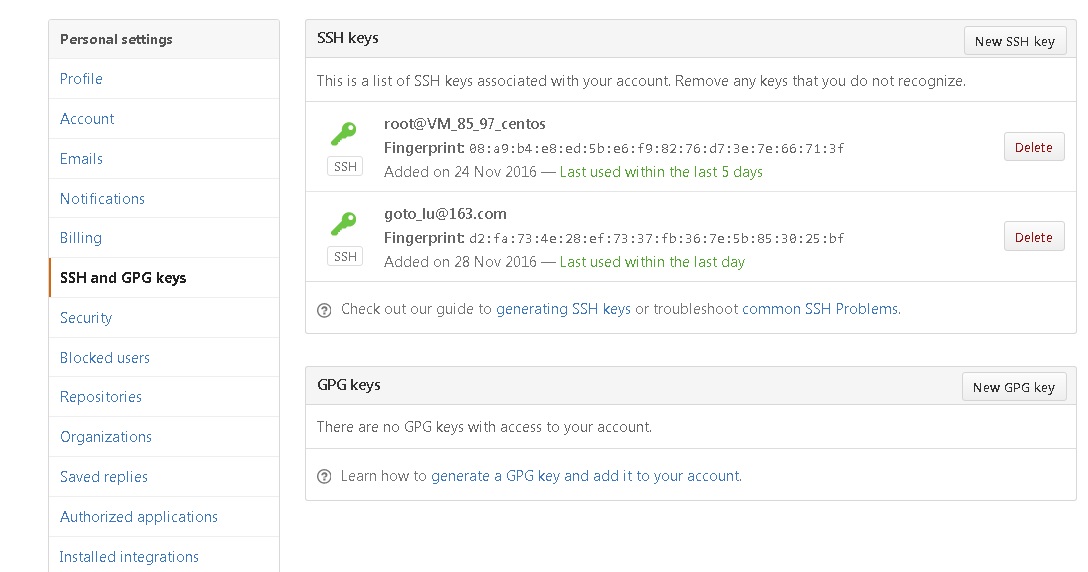 Personal settings
Profile
Account
Emails
Notifications
Billing
SSH and GPG keys
Security
Blocked users
Repositories
Organizations
Saved replies
Authorized applications
Installed integrations
SSH keys
New SSH key
This is a list of SSH keys associated with your account. Remove any keys that you do not recognize.
root@VM_85_97_centos
Fingerprint: 08:a9:b4:e8:ed:5b:e6:f9:82:76:d7:3e:7e:66:71:3f
SSH
Added on 24 Nov 2016 — Last used within the last 5 days
Delete
goto_lu@163.com
Fingerprint: d2:fa:73:4e:28:ef:73:37:fb:36:7e:5b:85:30:25:bf
SSH
Added on 28 Nov 2016 — Last used within the last day
Delete
Check out our guide to generating SSH keys or troubleshoot common SSH Problems.
GPG keys
New GPG key
There are no GPG keys with access to your account.
Learn how to generate a GPG key and add it to your account.